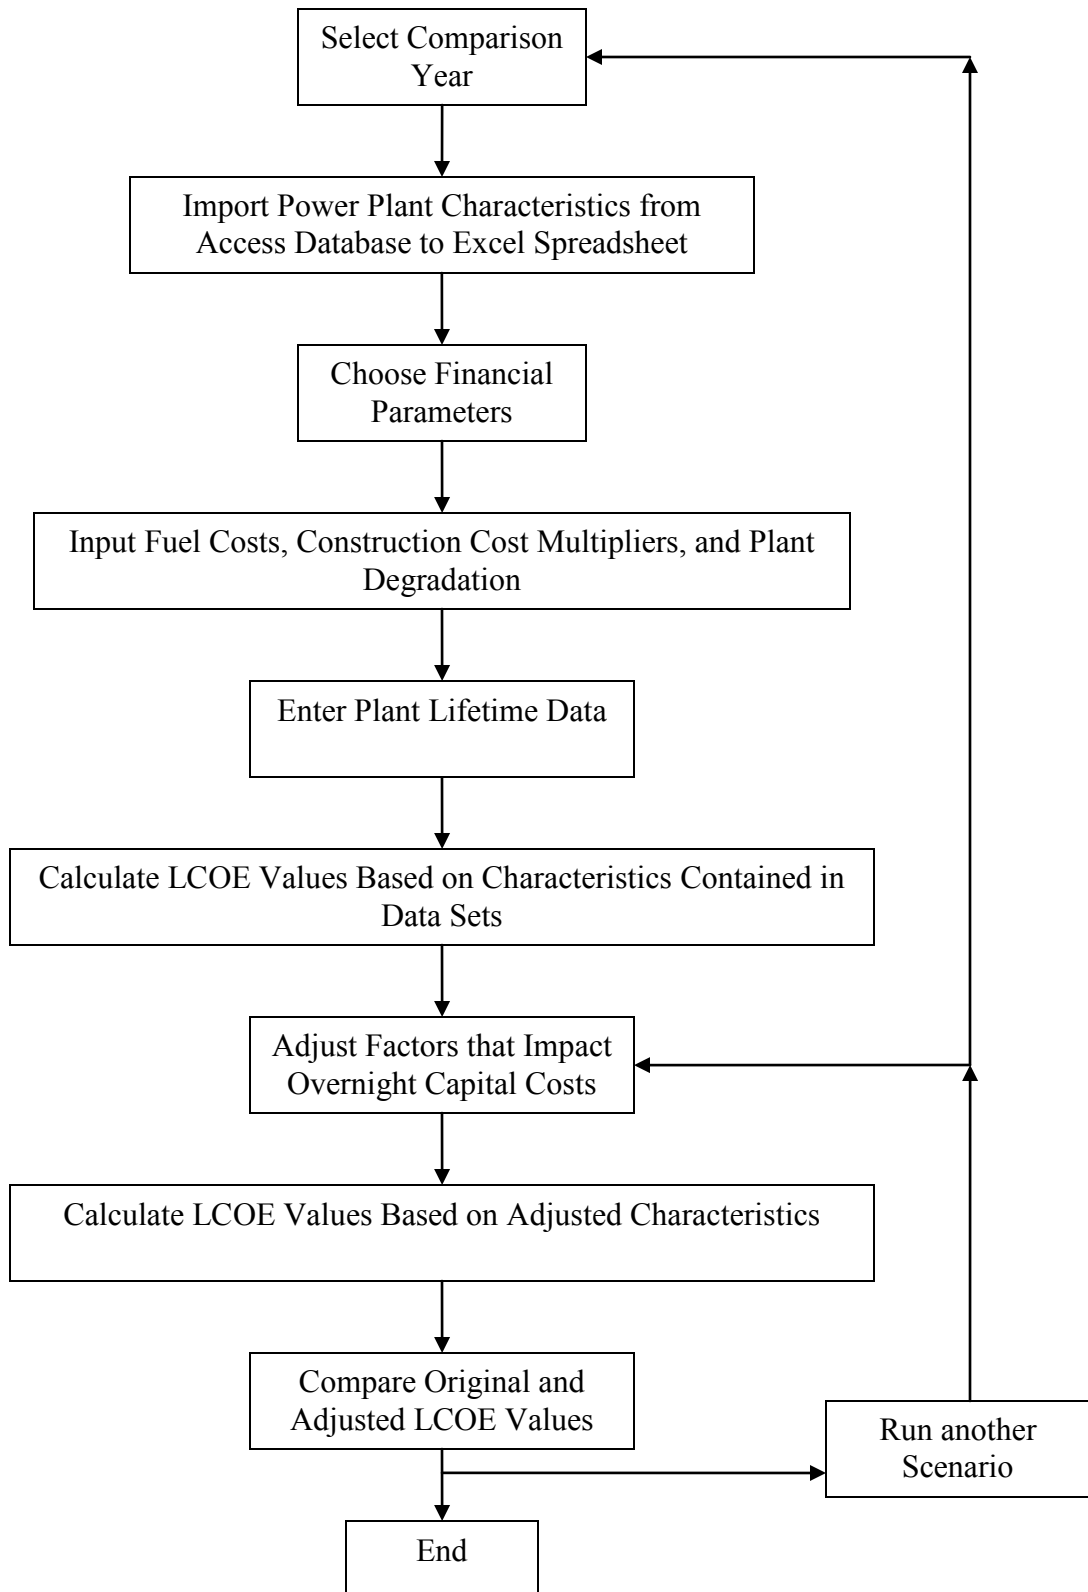 Select Comparison
Year
Import Power Plant Characteristics from
Access Database to Excel Spreadsheet
Choose Financial
Parameters
Input Fuel Costs, Construction Cost Multipliers, and Plant
Degradation
Enter Plant Lifetime Data
Calculate LCOE Values Based on Characteristics Contained in
Data Sets
Adjust Factors that Impact
Overnight Capital Costs
Calculate LCOE Values Based on Adjusted Characteristics
Compare Original and
Adjusted LCOE Values
Run another
Scenario
End